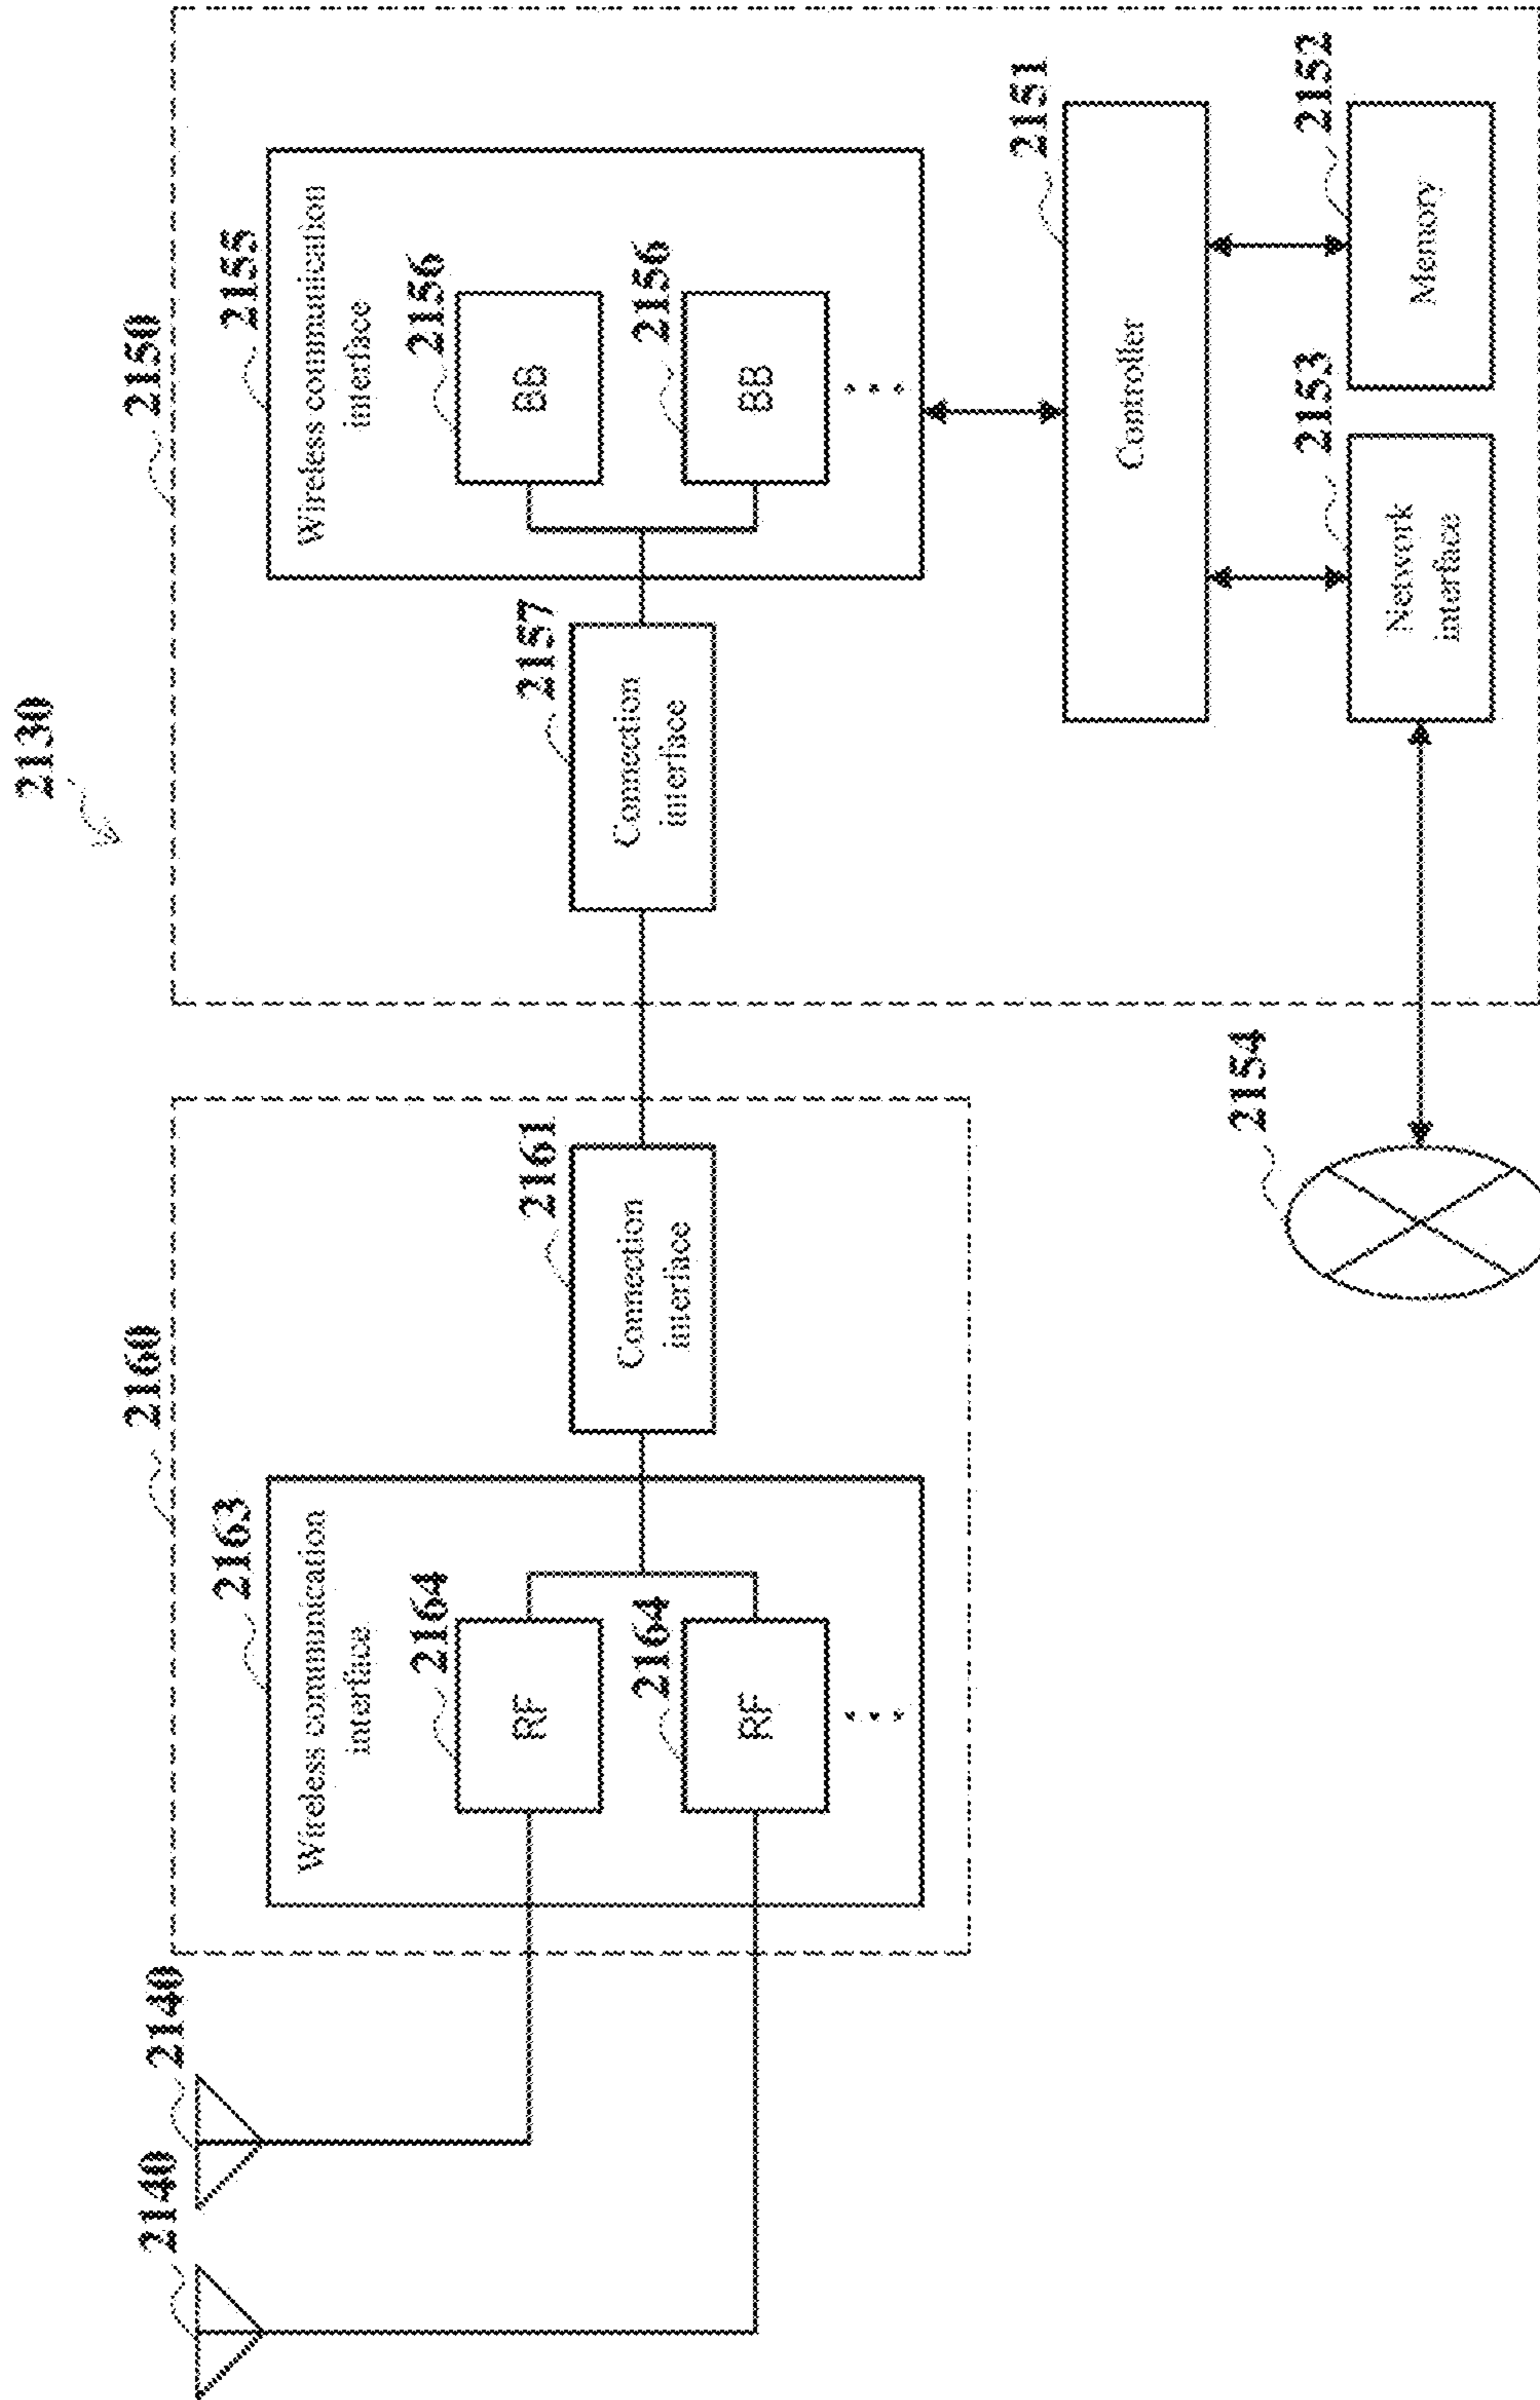 2130
2140
2140
2160
2150
2163
Wireless communication
interface
2164
RF
2164
RF
2161
Connection
interface
2157
Connection
interface
2155
Wireless communication
interface
2156
BB
2156
BB
2151
Controller
2154
2153
Network
interface
2152
Memory